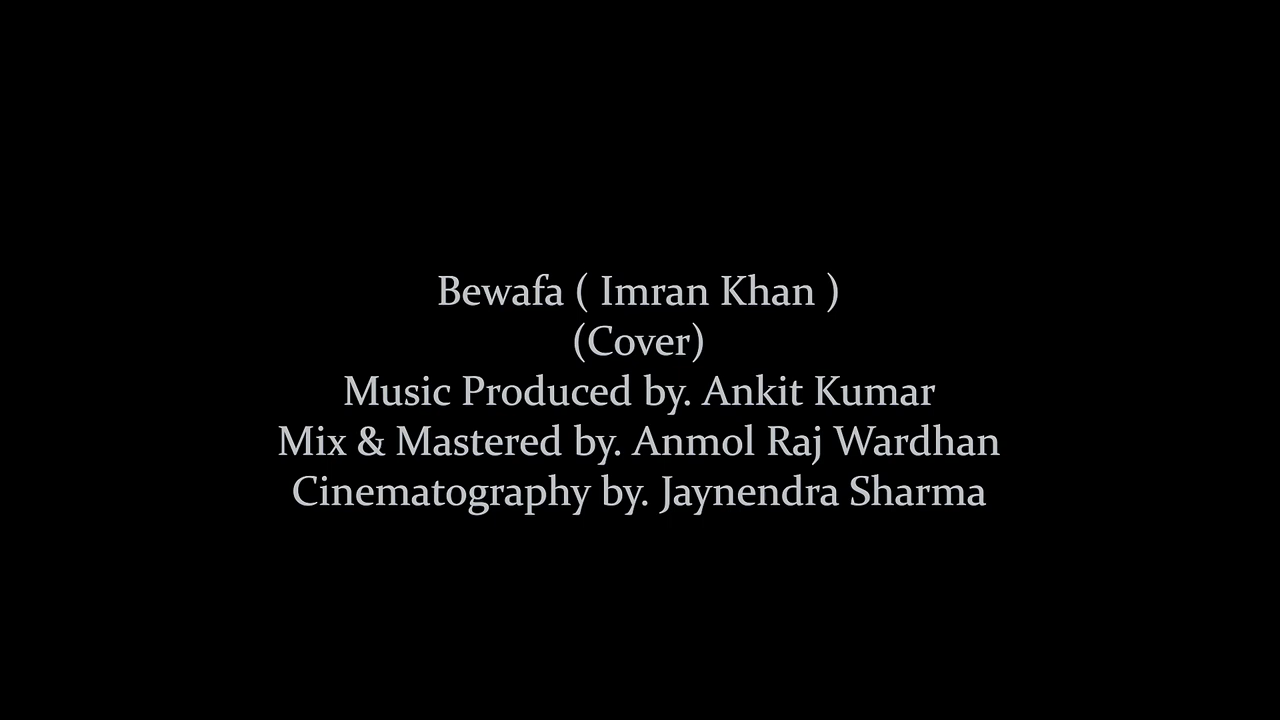 Bewafa ( Imran Khan )
(Cover)
Music Produced by. Ankit Kumar
Mix & Mastered by. Anmol Raj Wardhan
Cinematography by. Jaynendra Sharma